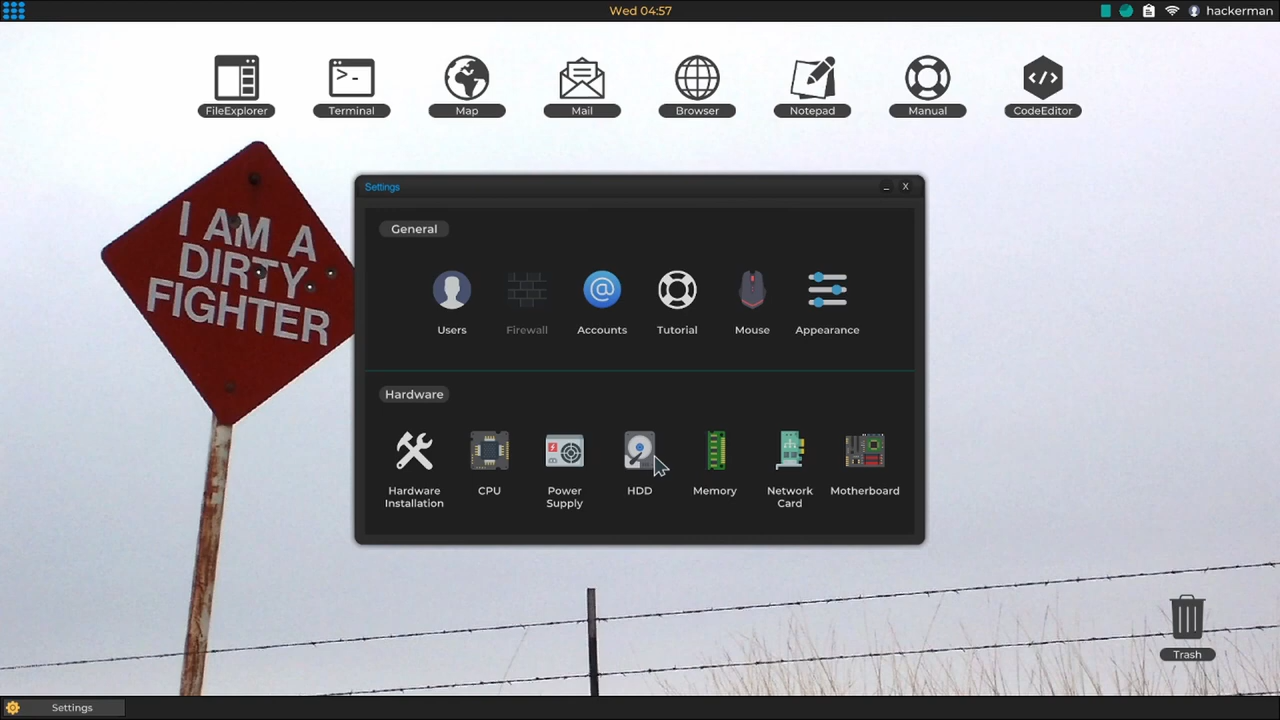 Wed 04:57
hackerman
FileExplorer
Terminal
Map
Mail
Browser
Notepad
Manual
CodeEditor
I AM A
DIRTY
FIGHTER
Settings
_ X
General
Users
Firewall
Accounts
Tutorial
Mouse
Appearance
Hardware
Hardware
Installation
CPU
Power
Supply
HDD
Memory
Network
Card
Motherboard
Trash
Settings